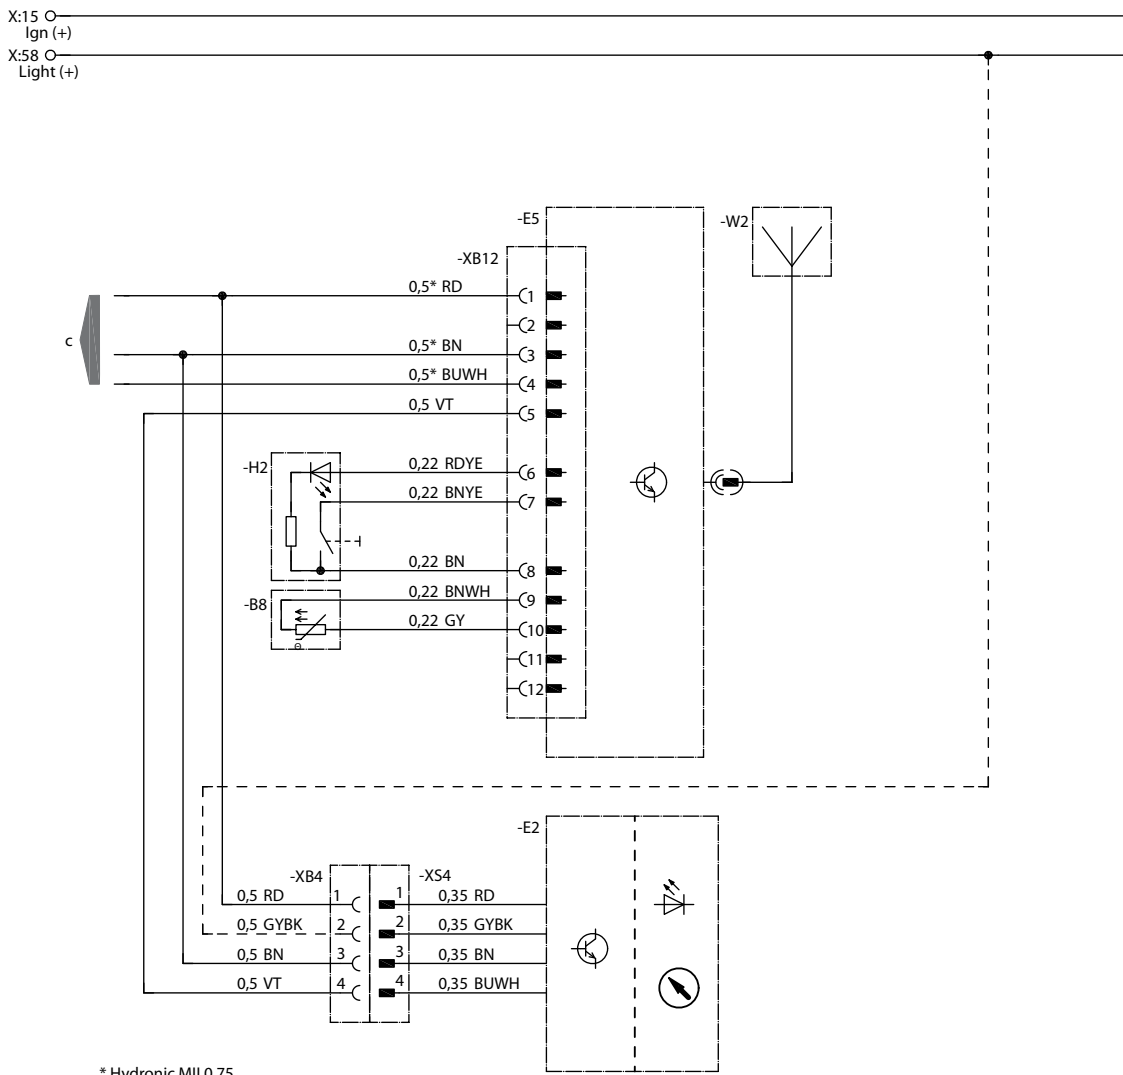 X:15
Ign (+)
X:58
Light (+)
-E5
-W2
-XB12
0,5* RD
1
2
c
0,5* BN
3
0,5* BUWH
4
0,5 VT
5
-H2
0,22 RDYE
6
0,22 BNYE
7
0,22 BN
8
-B8
0,22 BNWH
9
0,22 GY
10
Θ
11
12
-E2
-XB4
-XS4
0,5 RD
1
1
0,35 RD
0,5 GYBK
2
2
0,35 GYBK
0,5 BN
3
3
0,35 BN
0,5 VT
4
4
0,35 BUWH
* Hydronic MII 0,75